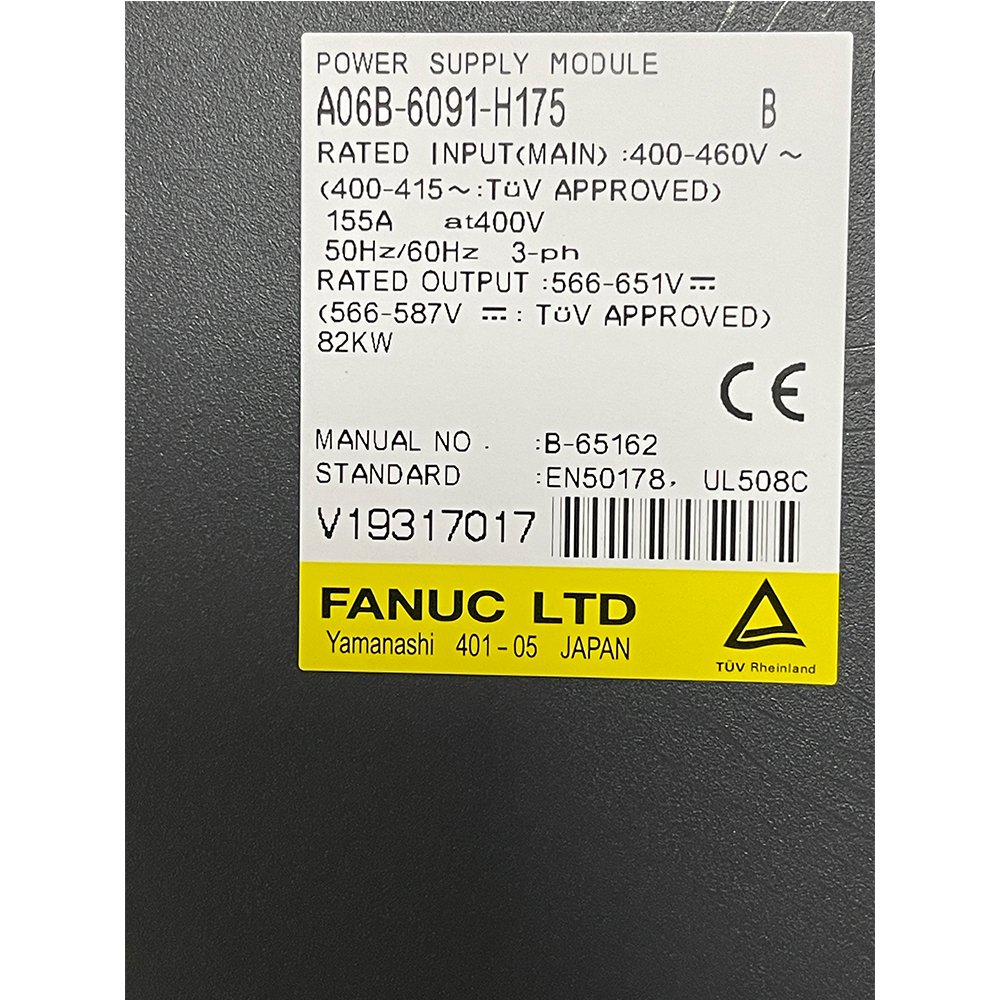 POWER SUPPLY MODULE
A06B-6091-H175 B
RATED INPUT(MAIN) :400-460V ~
(400-415~:TüV APPROVED)
155A at400V
50Hz/60Hz 3-ph
RATED OUTPUT :566-651V⎓
(566-587V ⎓: TüV APPROVED)
82KW
CE
MANUAL NO. :B-65162
STANDARD :EN50178, UL508C
V19317017
FANUC LTD
Yamanashi 401-05 JAPAN
TÜV Rheinland